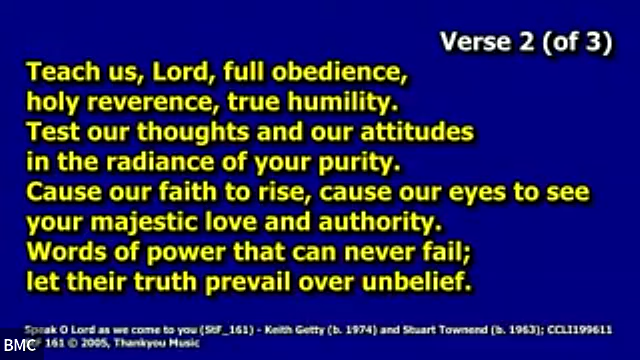 Verse 2 (of 3)
Teach us, Lord, full obedience,
holy reverence, true humility.
Test our thoughts and our attitudes
in the radiance of your purity.
Cause our faith to rise, cause our eyes to see
your majestic love and authority.
Words of power that can never fail;
let their truth prevail over unbelief.
Speak O Lord as we come to you (StF_161) - Keith Getty (b. 1974) and Stuart Townend (b. 1963); CCLI199611
BMC 161 © 2005, Thankyou Music